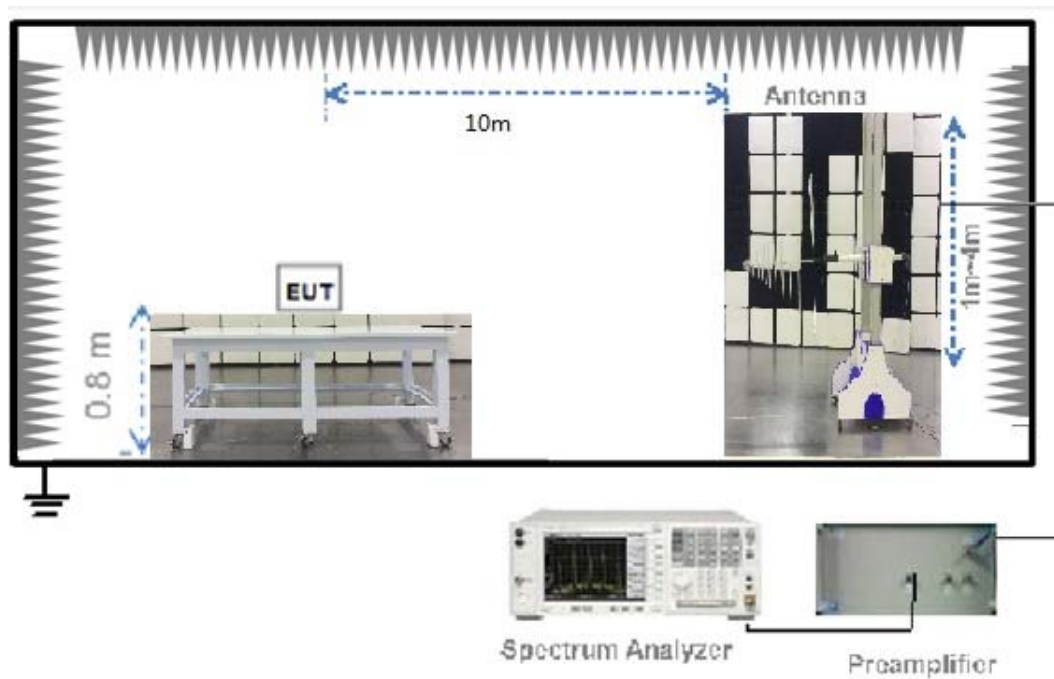 Antenna
10m
1m-4m
EUT
0.8 m
Spectrum Analyzer
Preamplifier